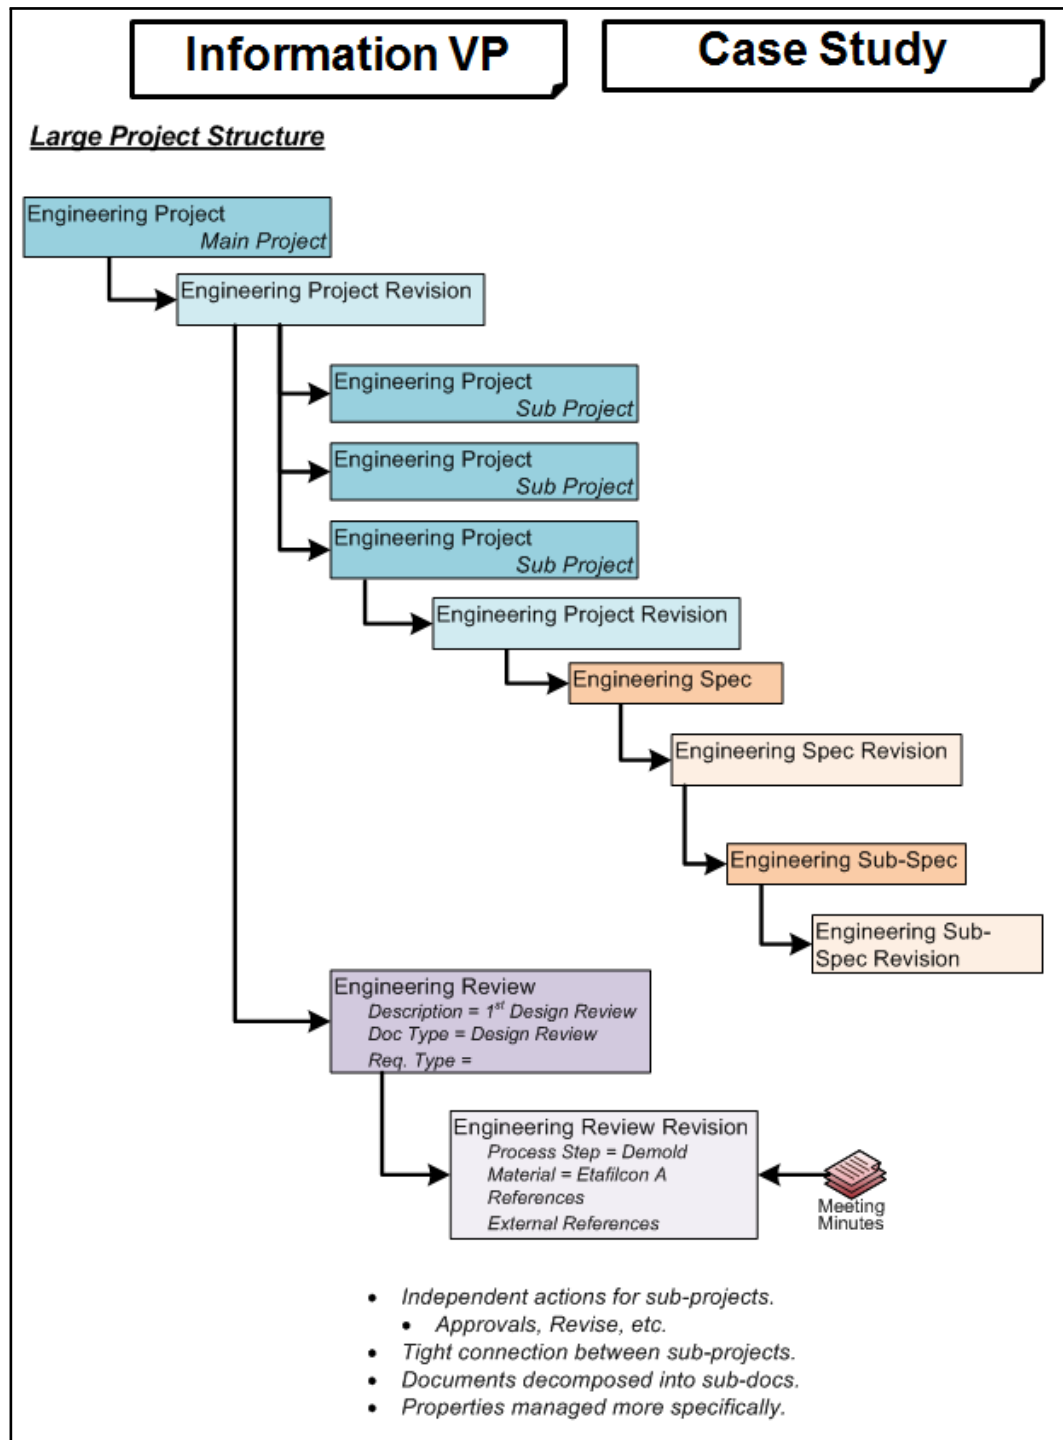 Information VP
Case Study
Large Project Structure
Engineering Project
Main Project
Engineering Project Revision
Engineering Project
Sub Project
Engineering Project
Sub Project
Engineering Project
Sub Project
Engineering Project Revision
Engineering Spec
Engineering Spec Revision
Engineering Sub-Spec
Engineering Sub-
Spec Revision
Engineering Review
Description = 1st Design Review
Doc Type = Design Review
Req. Type =
Engineering Review Revision
Process Step = Demold
Material = Etafilcon A
References
External References
Meeting
Minutes
• Independent actions for sub-projects.
• Approvals, Revise, etc.
• Tight connection between sub-projects.
• Documents decomposed into sub-docs.
• Properties managed more specifically.